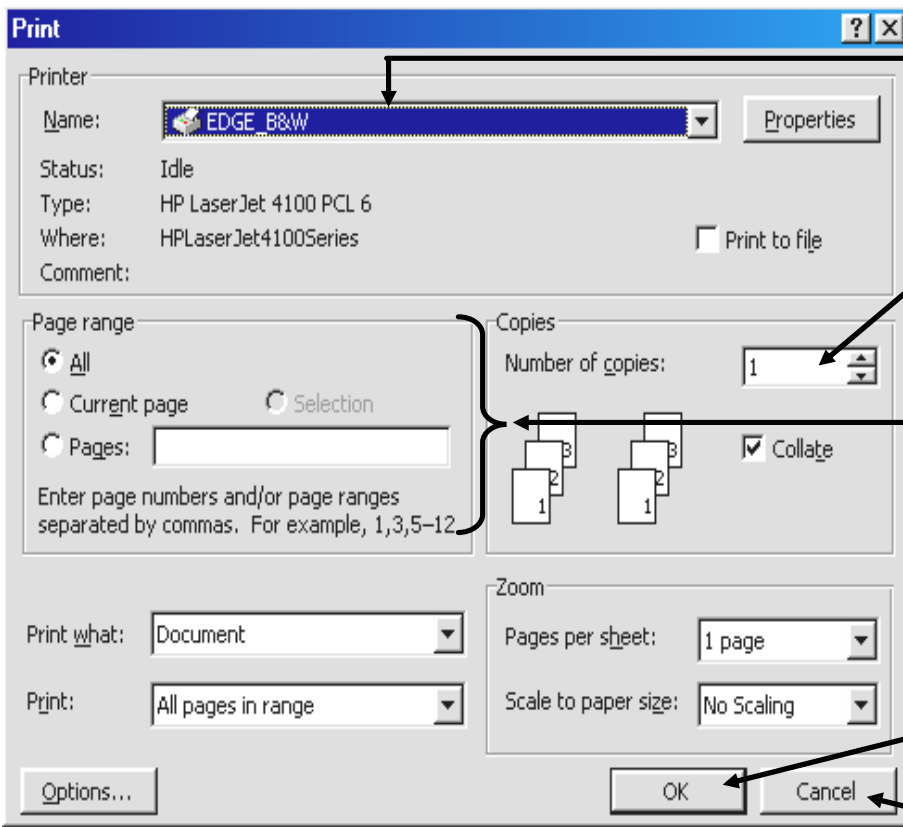 Print
Printer
Name: EDGE_B&W Properties
Status: Idle
Type: HP LaserJet 4100 PCL 6
Where: HPLaserJet4100Series Print to file
Comment:
Page range
All
Current page Selection
Pages:
Enter page numbers and/or page ranges
separated by commas. For example, 1,3,5–12
Copies
Number of copies: 1
3 3
2 2
1 1
Collate
Print what: Document
Print: All pages in range
Zoom
Pages per sheet: 1 page
Scale to paper size: No Scaling
Options... OK Cancel